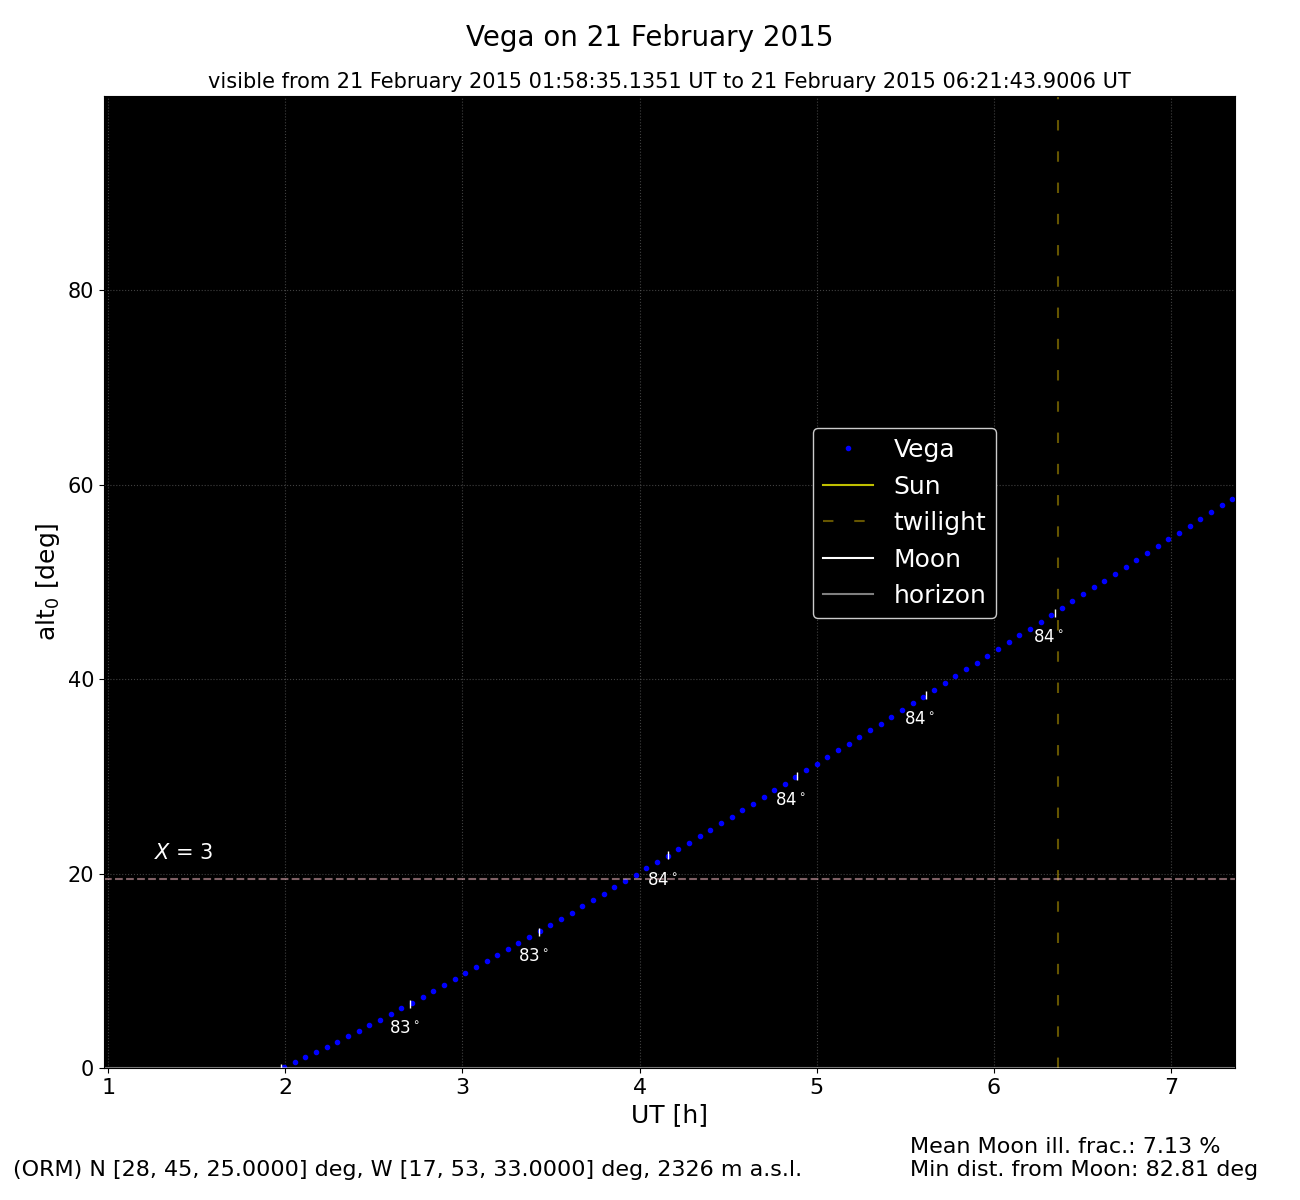 Vega on 21 February 2015
visible from 21 February 2015 01:58:35.1351 UT to 21 February 2015 06:21:43.9006 UT
alt0 [deg]
80
60
40
20
0
Vega
Sun
twilight
Moon
horizon
84°
84°
84°
X = 3
84°
83°
83°
1 2 3 4 5 6 7
UT [h]
Mean Moon ill. frac.: 7.13 %
(ORM) N [28, 45, 25.0000] deg, W [17, 53, 33.0000] deg, 2326 m a.s.l.
Min dist. from Moon: 82.81 deg